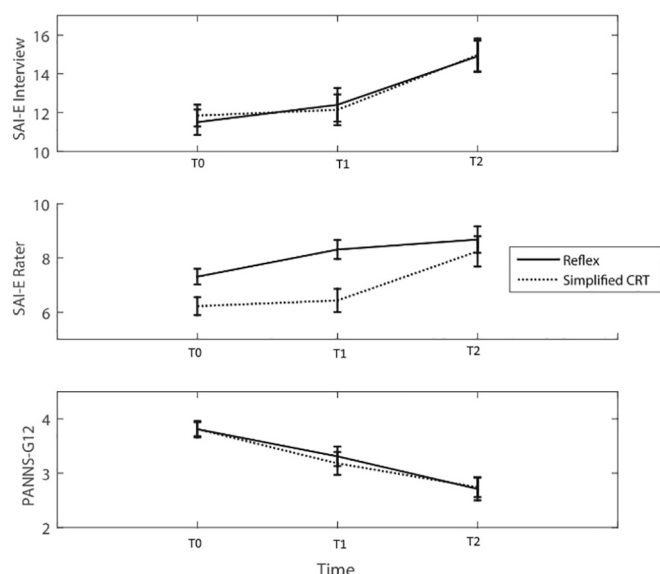 16
14
12
10
SAI-E Interview
T0 T1 T2
10
8
6
SAI-E Rater
T0 T1 T2
Reflex
Simplified CRT
4
3
2
PANNS-G12
T0 T1 T2
Time